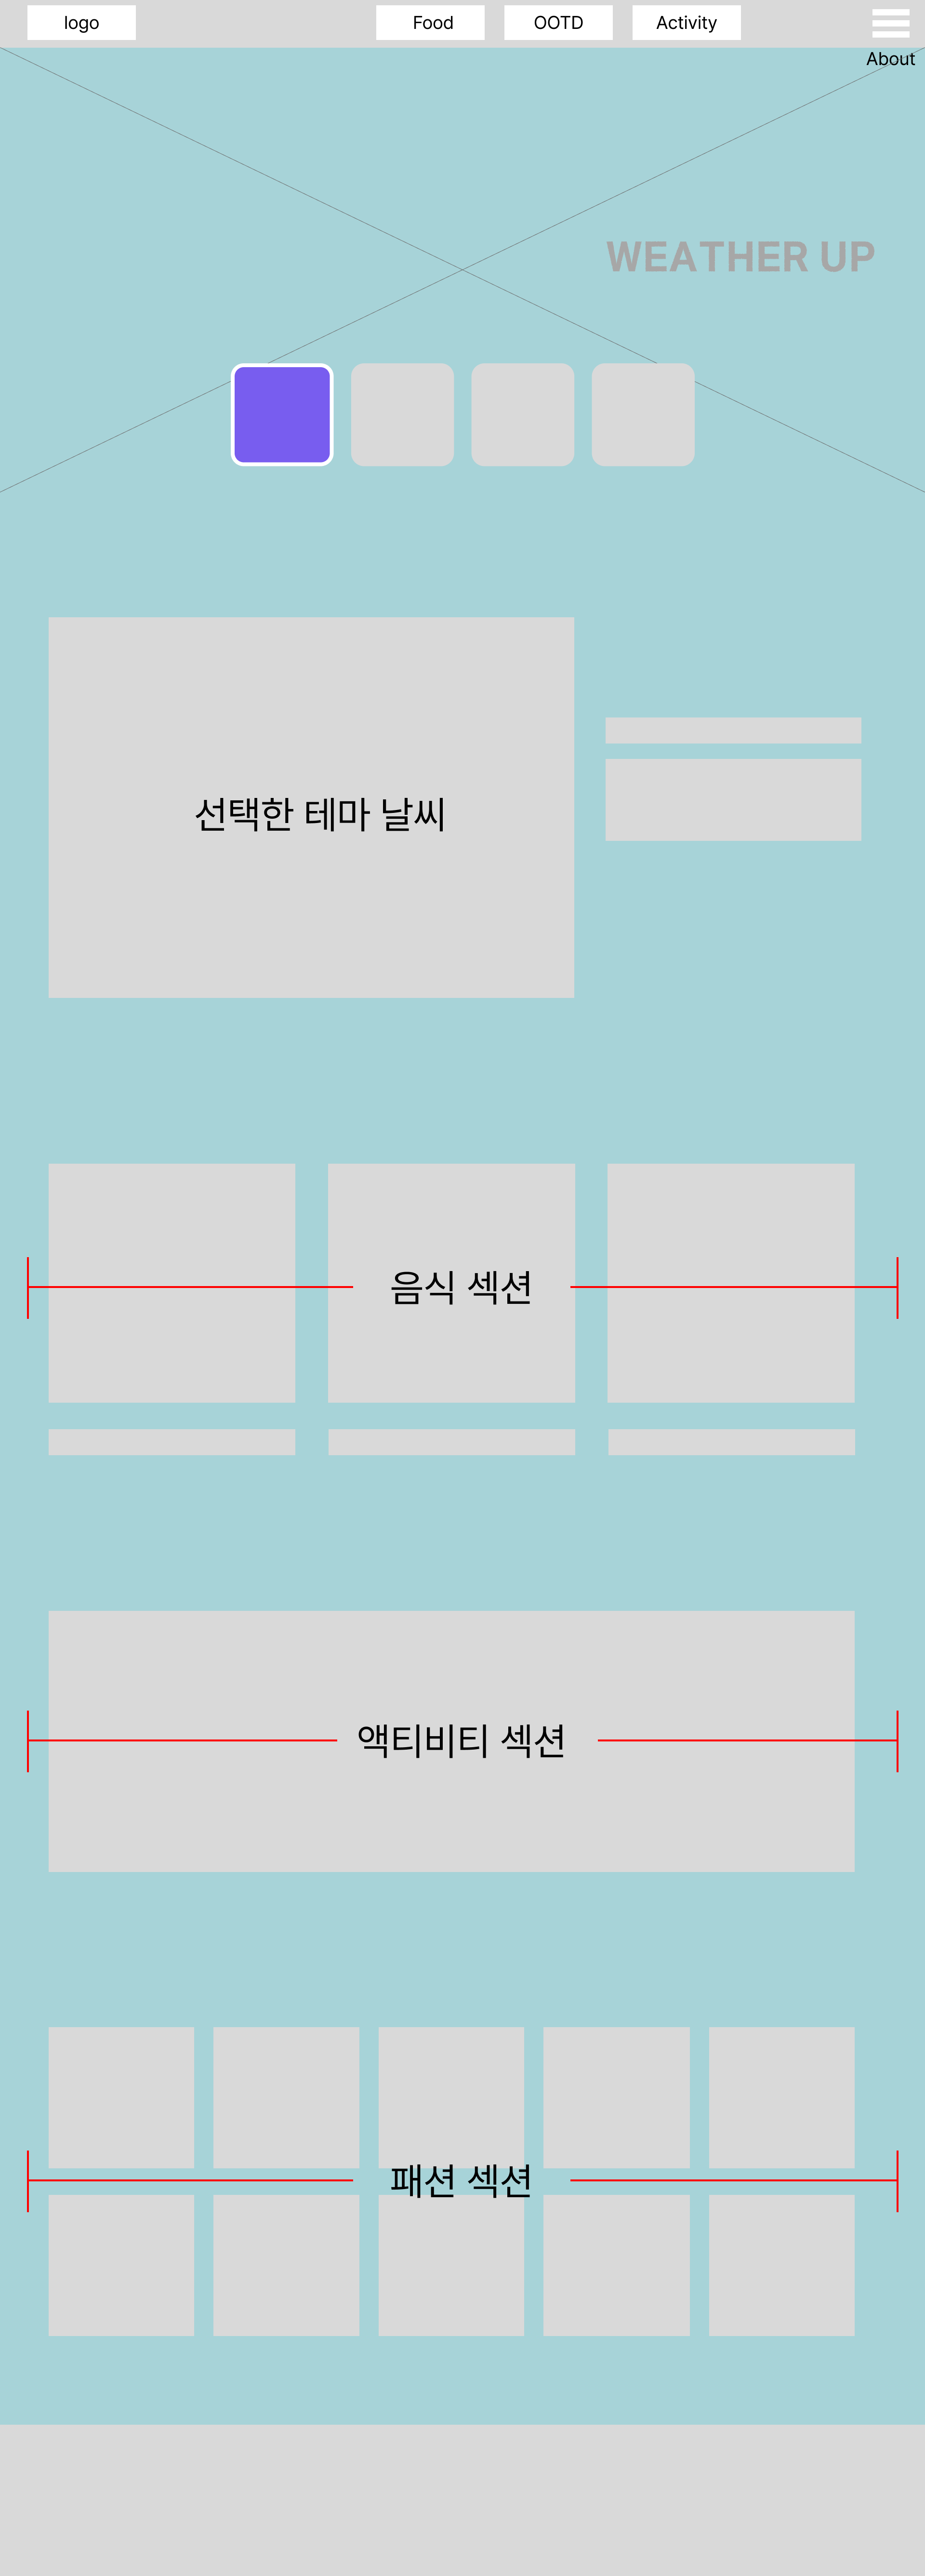 logo
Food
OOTD
Activity
About
WEATHER UP
선택한 테마 날씨
음식 섹션
액티비티 섹션
패션 섹션